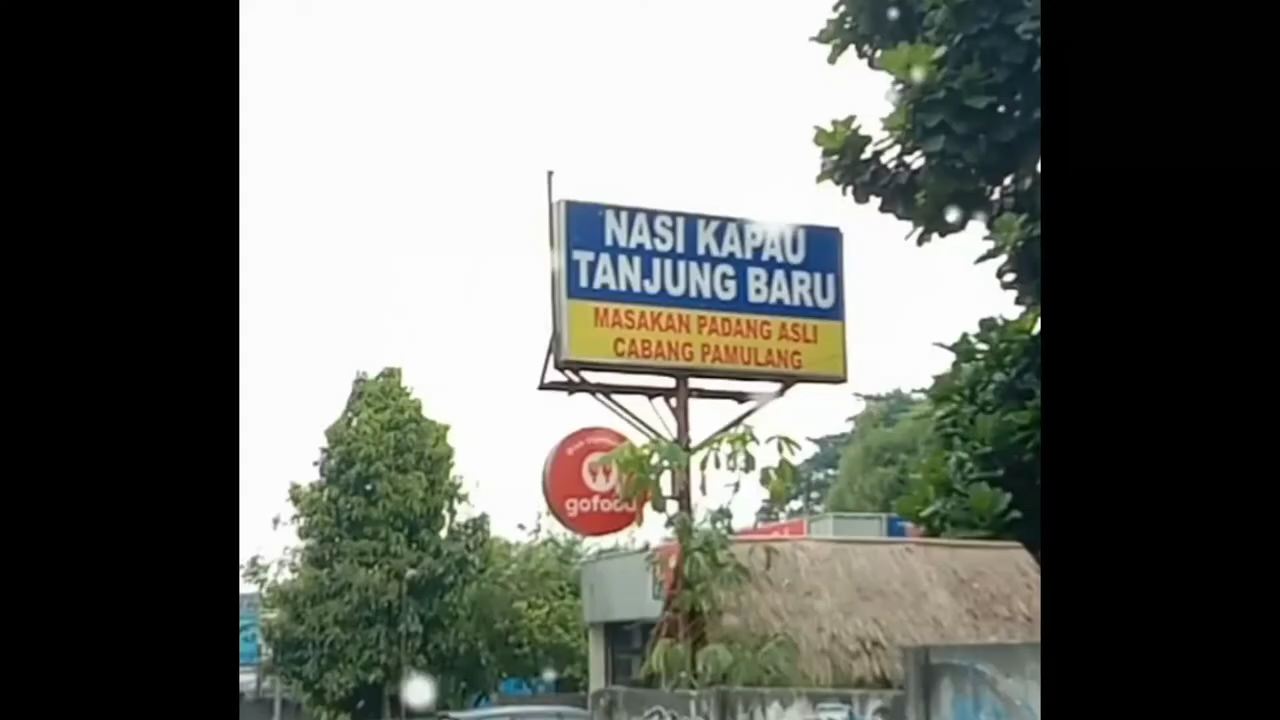 NASI KAPAU
TANJUNG BARU
MASAKAN PADANG ASLI
CABANG PAMULANG
gofood